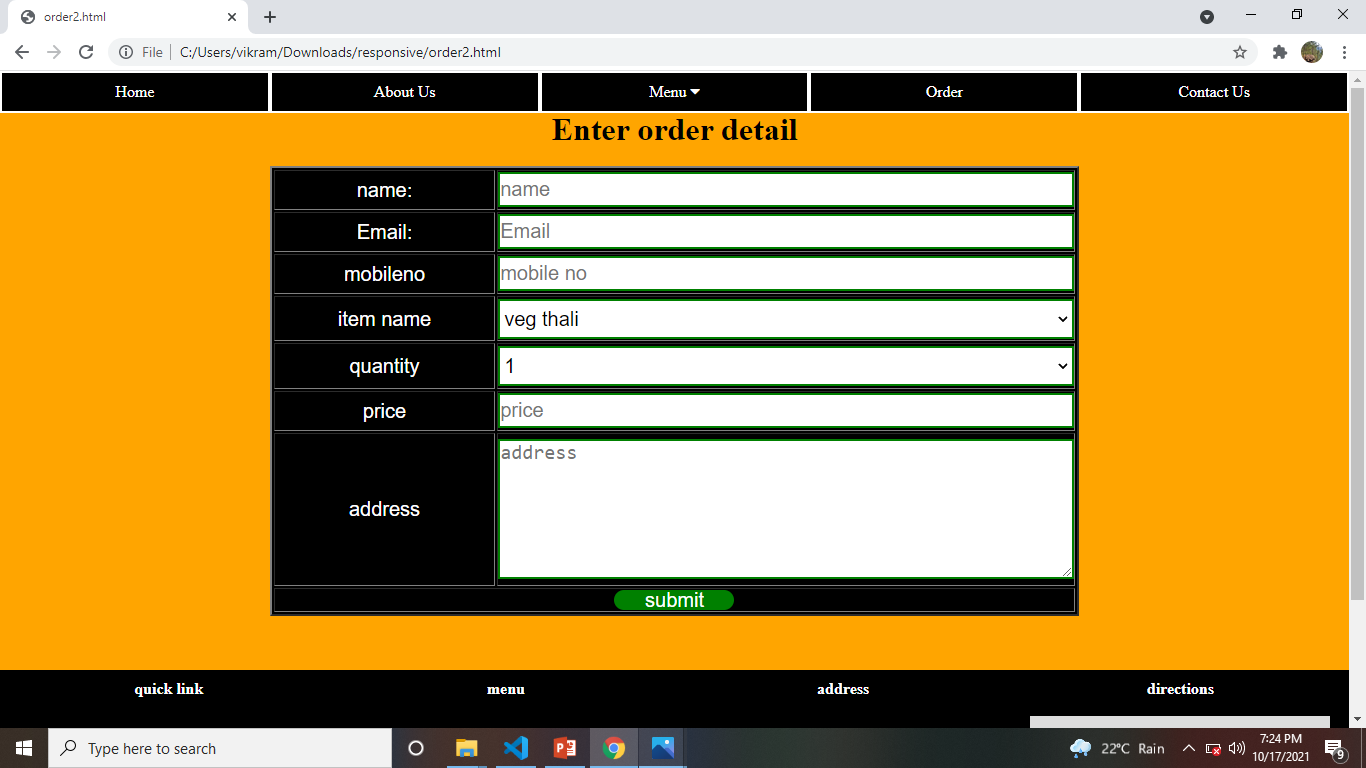 order2.html
File C:/Users/vikram/Downloads/responsive/order2.html
Home About Us Menu Order Contact Us
Enter order detail
name: name
Email: Email
mobileno mobile no
item name veg thali
quantity 1
price price
address address
submit
quick link menu address directions
Type here to search 22°C Rain 7:24 PM
10/17/2021 9